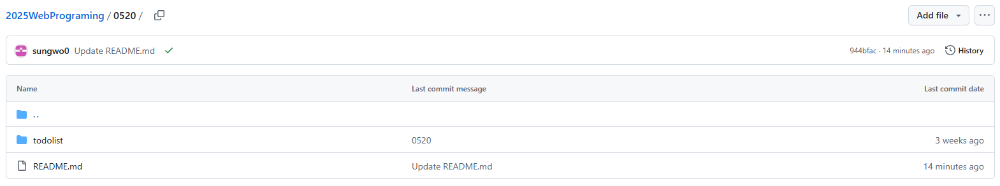 2025WebPrograming / 0520 /
Add file
sungwo0 Update README.md
944bfac · 14 minutes ago
History
Name Last commit message Last commit date
..
todolist 0520 3 weeks ago
README.md Update README.md 14 minutes ago